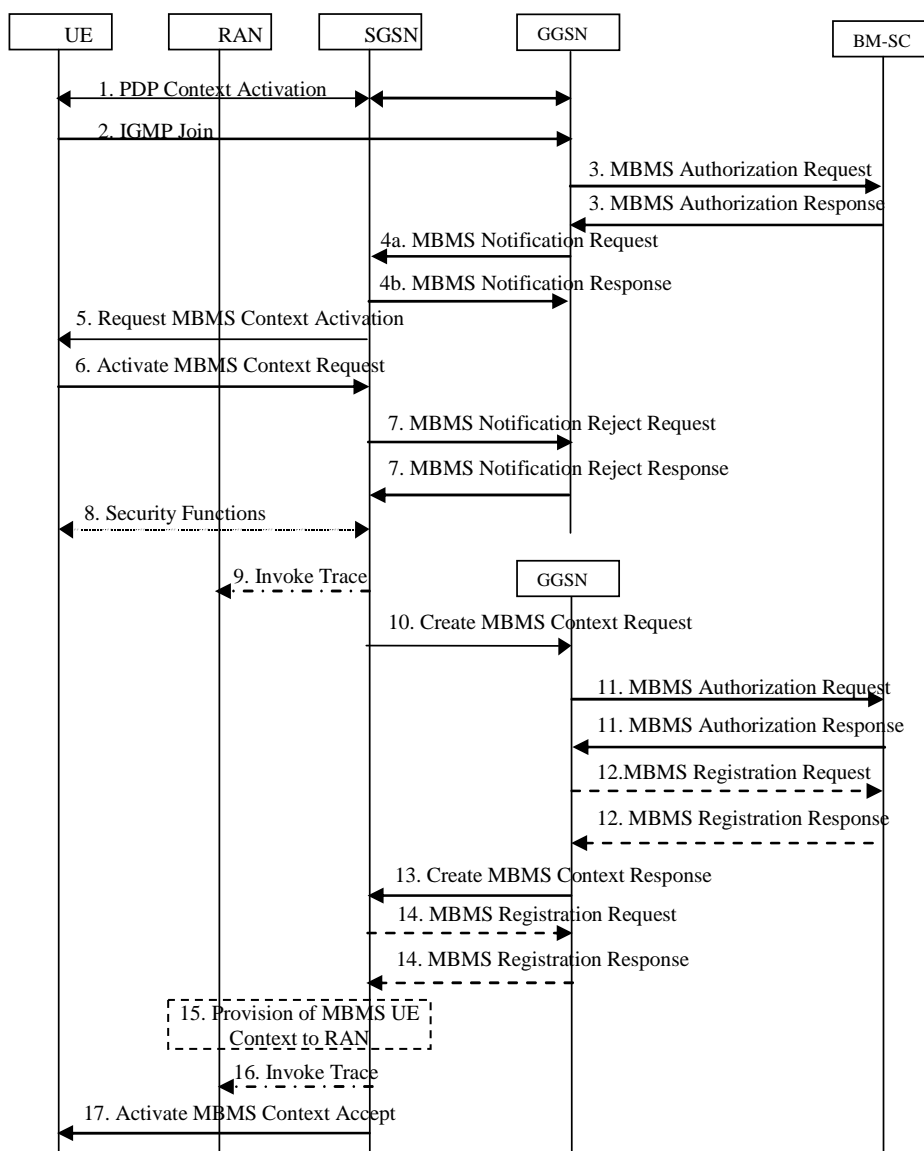 UE
RAN
SGSN
GGSN
BM-SC
1. PDP Context Activation
2. IGMP Join
3. MBMS Authorization Request
3. MBMS Authorization Response
4a. MBMS Notification Request
4b. MBMS Notification Response
5. Request MBMS Context Activation
6. Activate MBMS Context Request
7. MBMS Notification Reject Request
7. MBMS Notification Reject Response
8. Security Functions
9. Invoke Trace
GGSN
10. Create MBMS Context Request
11. MBMS Authorization Request
11. MBMS Authorization Response
12.MBMS Registration Request
12. MBMS Registration Response
13. Create MBMS Context Response
14. MBMS Registration Request
14. MBMS Registration Response
15. Provision of MBMS UE
Context to RAN
16. Invoke Trace
17. Activate MBMS Context Accept